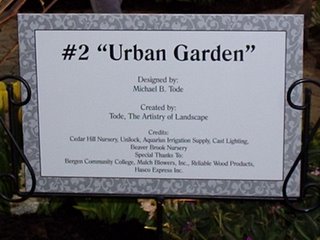 #2 “Urban Garden”
Designed by:
Michael B. Tode
Created by:
Tode, The Artistry of Landscape
Credits:
Cedar Hill Nursery, Unilock, Aquarius Irrigation Supply, Cast Lighting,
Beaver Brook Nursery
Special Thanks To:
Bergen Community College, Mulch Blowers, Inc., Reliable Wood Products,
Hasco Express Inc.